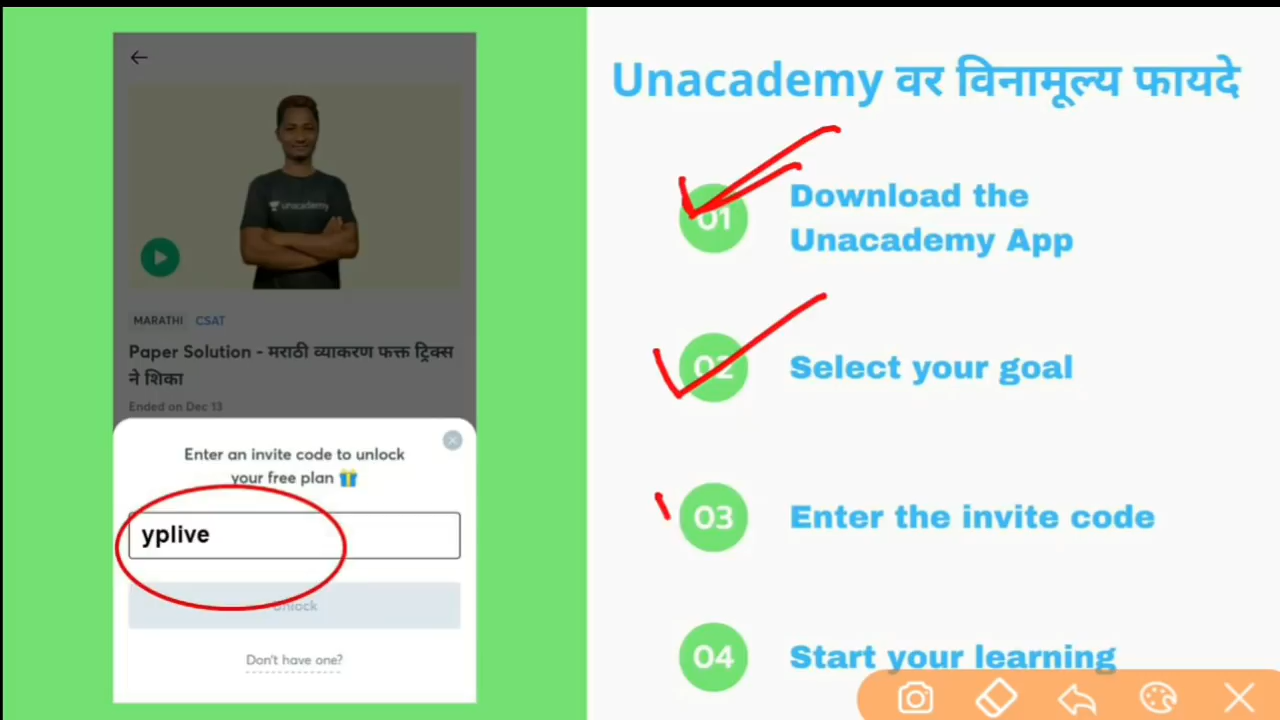 unacademy
MARATHI CSAT
Paper Solution - मराठी व्याकरण फक्त ट्रिक्स
ने शिका
Ended on Dec 13
Enter an invite code to unlock
your free plan
yplive
Unlock
Don't have one?
Unacademy वर विनामूल्य फायदे
01
Download the
Unacademy App
02
Select your goal
03
Enter the invite code
04
Start your learning